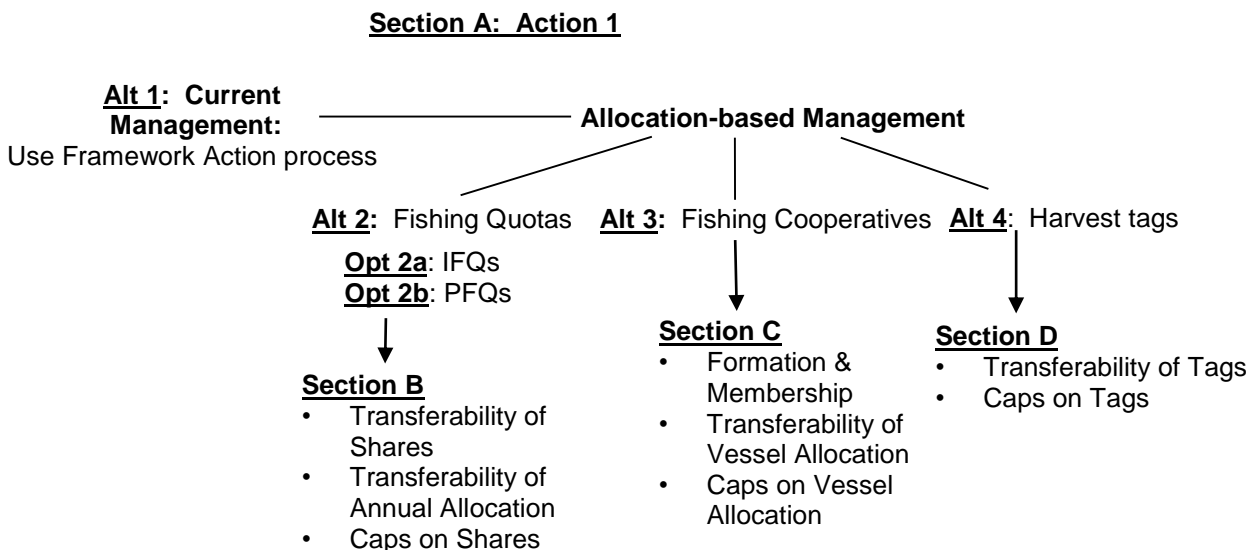 Section A: Action 1
Alt 1: Current
Management:
Use Framework Action process
Allocation-based Management
Alt 2: Fishing Quotas
Opt 2a: IFQs
Opt 2b: PFQs
Section B
• Transferability of
Shares
• Transferability of
Annual Allocation
• Caps on Shares
Alt 3: Fishing Cooperatives
Section C
• Formation &
Membership
• Transferability of
Vessel Allocation
• Caps on Vessel
Allocation
Alt 4: Harvest tags
Section D
• Transferability of Tags
• Caps on Tags